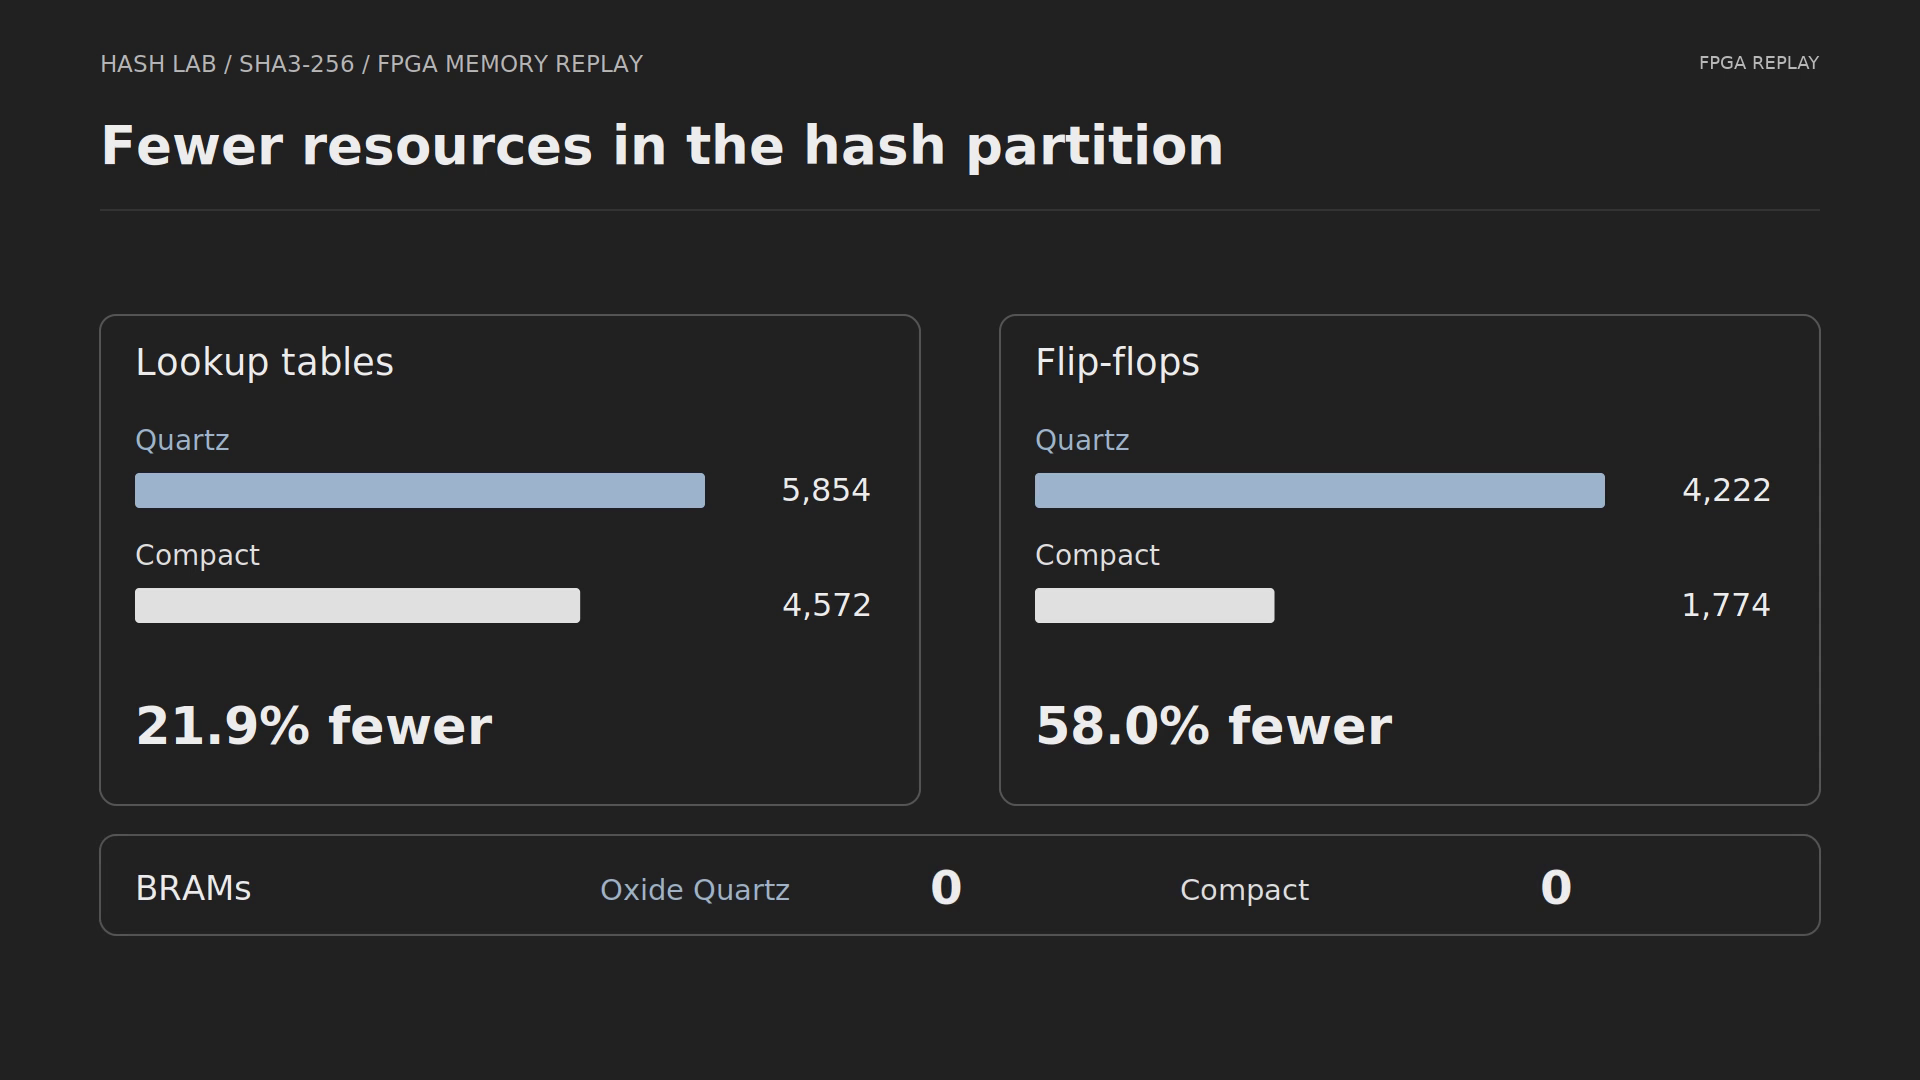 HASH LAB / SHA3-256 / FPGA MEMORY REPLAY
FPGA REPLAY
Fewer resources in the hash partition
Lookup tables
Quartz
5,854
Compact
4,572
21.9% fewer
Flip-flops
Quartz
4,222
Compact
1,774
58.0% fewer
BRAMs
Oxide Quartz
0
Compact
0